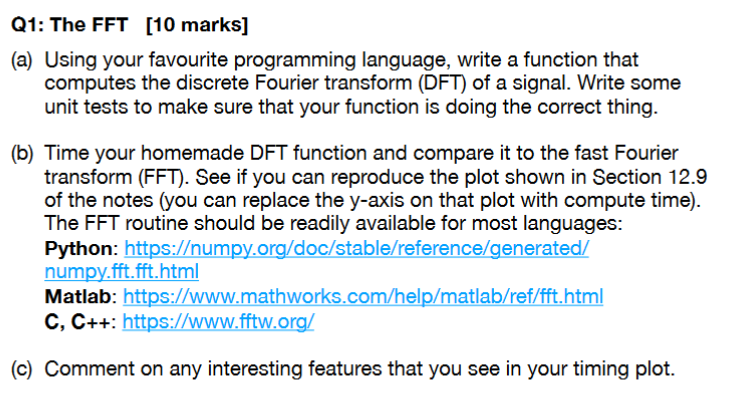 Q1: The FFT [10 marks]
(a) Using your favourite programming language, write a function that
computes the discrete Fourier transform (DFT) of a signal. Write some
unit tests to make sure that your function is doing the correct thing.
(b) Time your homemade DFT function and compare it to the fast Fourier
transform (FFT). See if you can reproduce the plot shown in Section 12.9
of the notes (you can replace the y-axis on that plot with compute time).
The FFT routine should be readily available for most languages:
Python: https://numpy.org/doc/stable/reference/generated/
numpy.fft.fft.html
Matlab: https://www.mathworks.com/help/matlab/ref/fft.html
C, C++: https://www.fftw.org/
(c) Comment on any interesting features that you see in your timing plot.